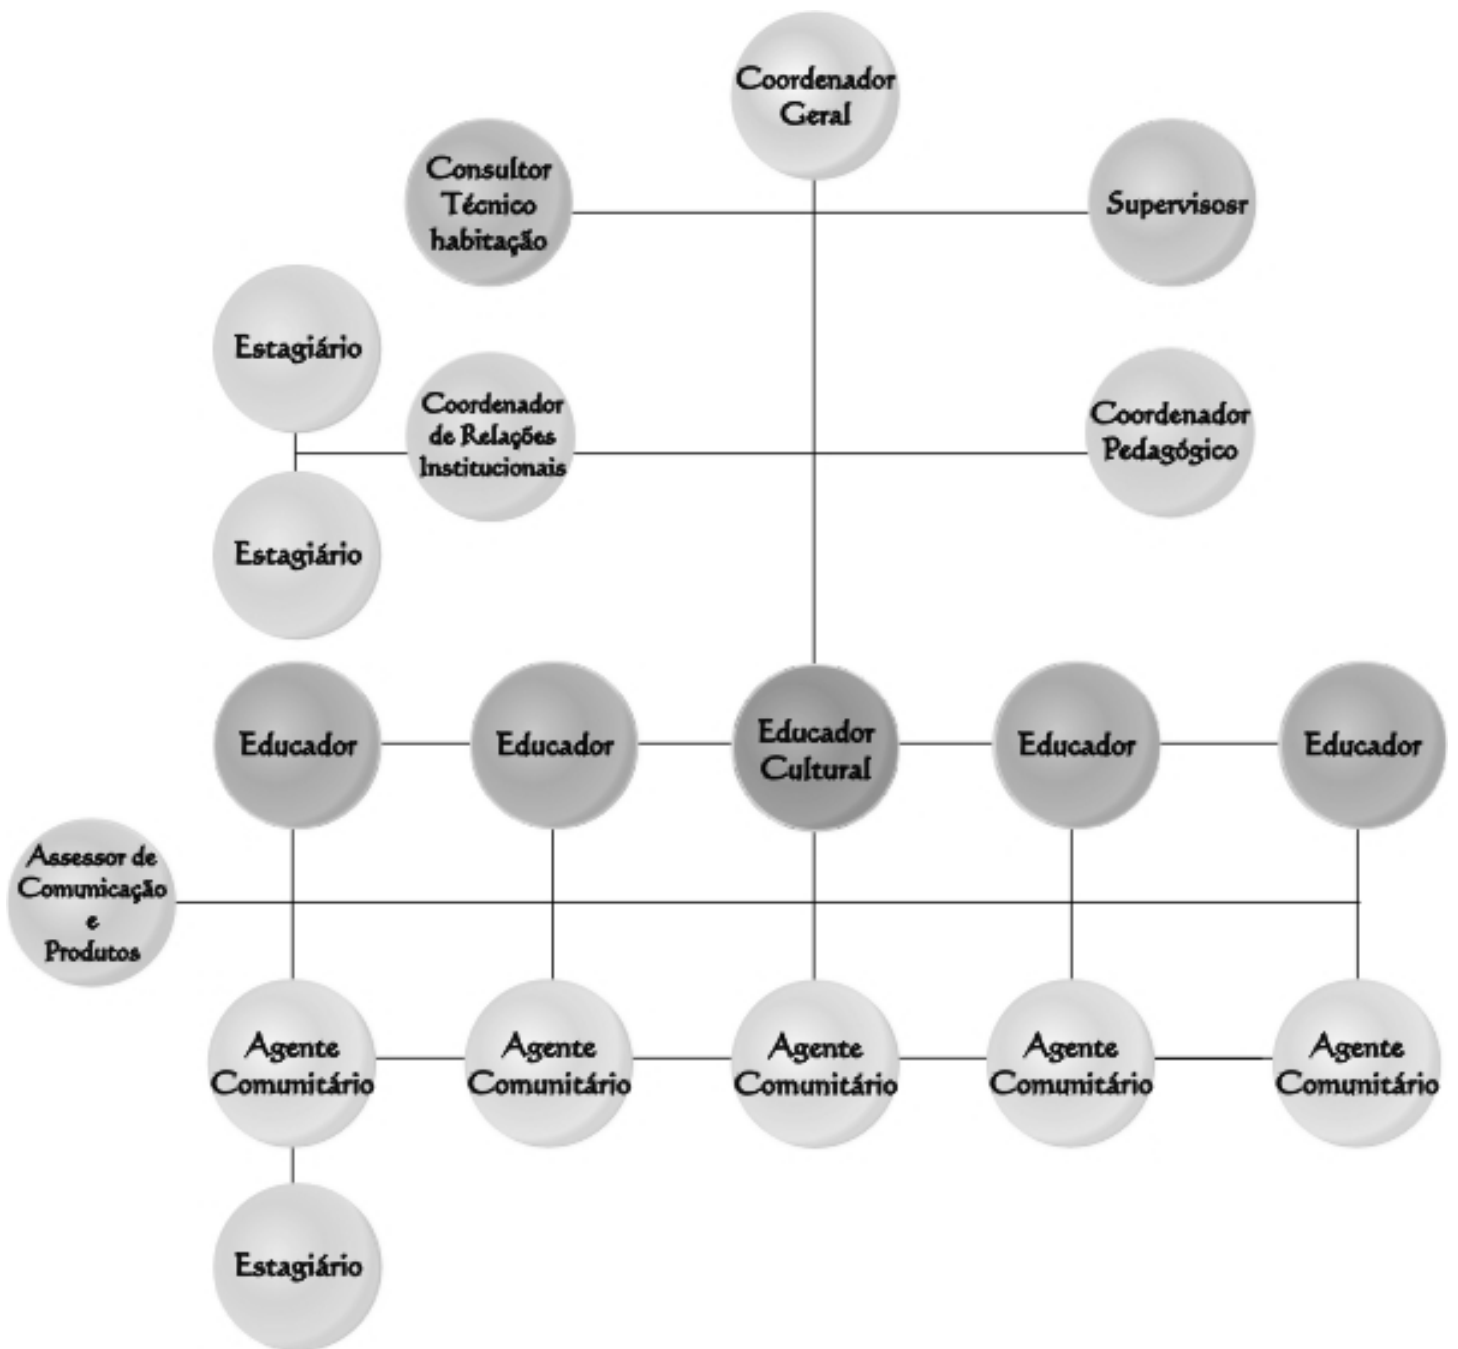 Coordenador
Geral
Consultor
Técnico
habitação
Supervisosr
Estagiário
Coordenador
de Relações
Institucionais
Coordenador
Pedagógico
Estagiário
Educador
Educador
Educador
Cultural
Educador
Educador
Assessor de
Comunicação
e
Produtos
Agente
Comunitário
Agente
Comunitário
Agente
Comunitário
Agente
Comunitário
Agente
Comunitário
Estagiário